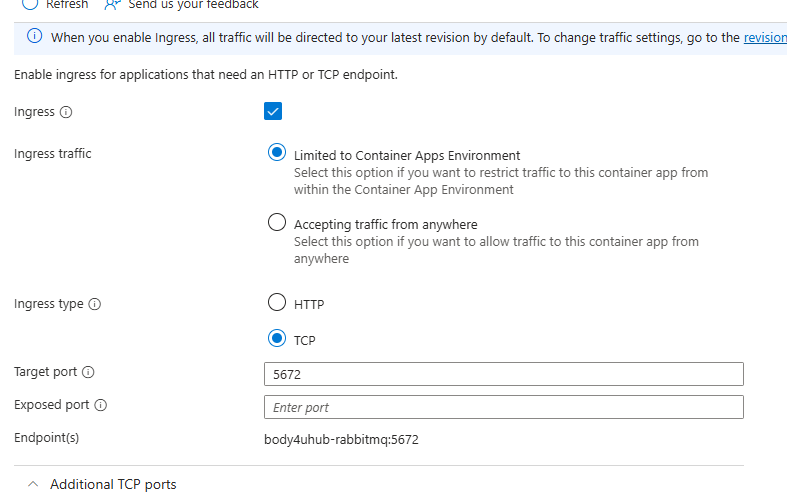 Refresh Send us your feedback
When you enable Ingress, all traffic will be directed to your latest revision by default. To change traffic settings, go to the revision
Enable ingress for applications that need an HTTP or TCP endpoint.
Ingress
Ingress traffic
Limited to Container Apps Environment
Select this option if you want to restrict traffic to this container app from
within the Container App Environment
Accepting traffic from anywhere
Select this option if you want to allow traffic to this container app from
anywhere
Ingress type
HTTP
TCP
Target port
5672
Exposed port
Enter port
Endpoint(s)
body4uhub-rabbitmq:5672
Additional TCP ports